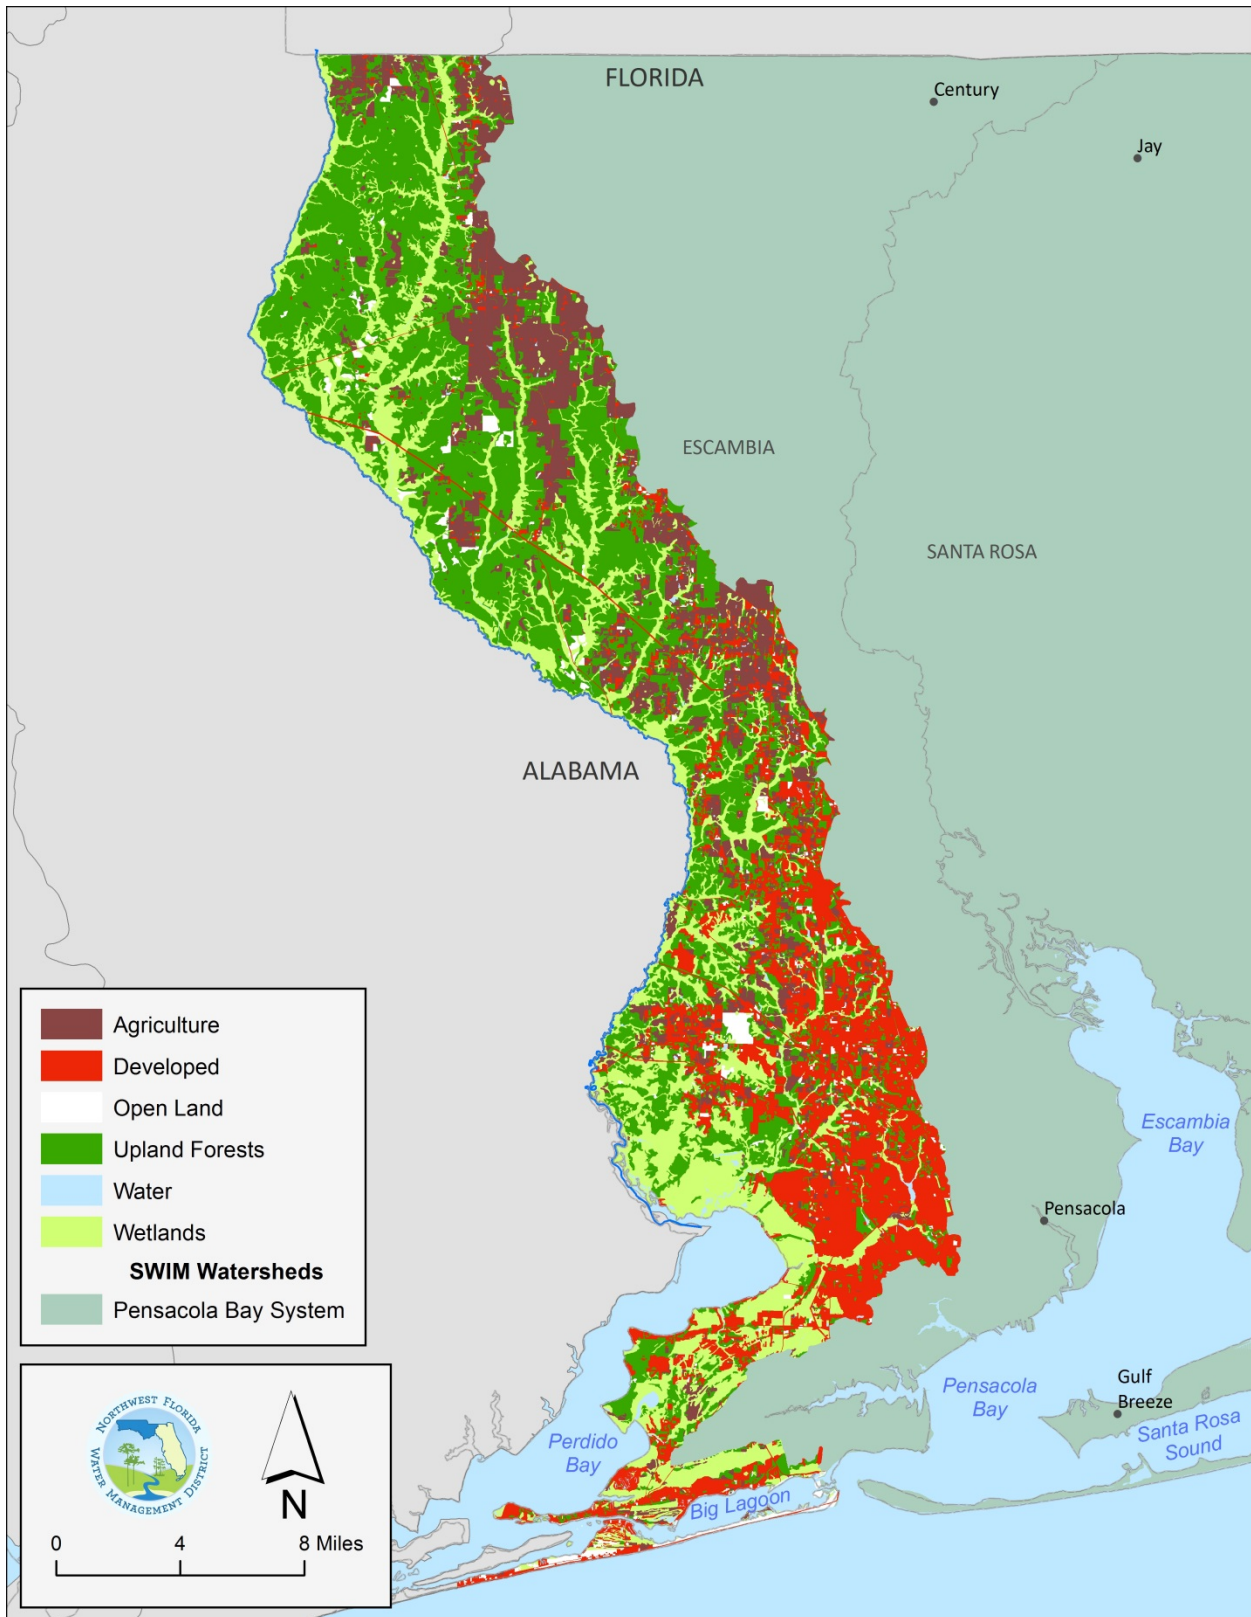 FLORIDA
Century
Jay
ESCAMBIA
SANTA ROSA
ALABAMA
Agriculture
Developed
Open Land
Upland Forests
Water
Wetlands
SWIM Watersheds
Pensacola Bay System
Escambia
Bay
Pensacola
Gulf
Breeze
Pensacola
Bay
Santa Rosa
Sound
Perdido
Bay
Big Lagoon
NORTHWEST FLORIDA
WATER MANAGEMENT DISTRICT
N
0 4 8 Miles